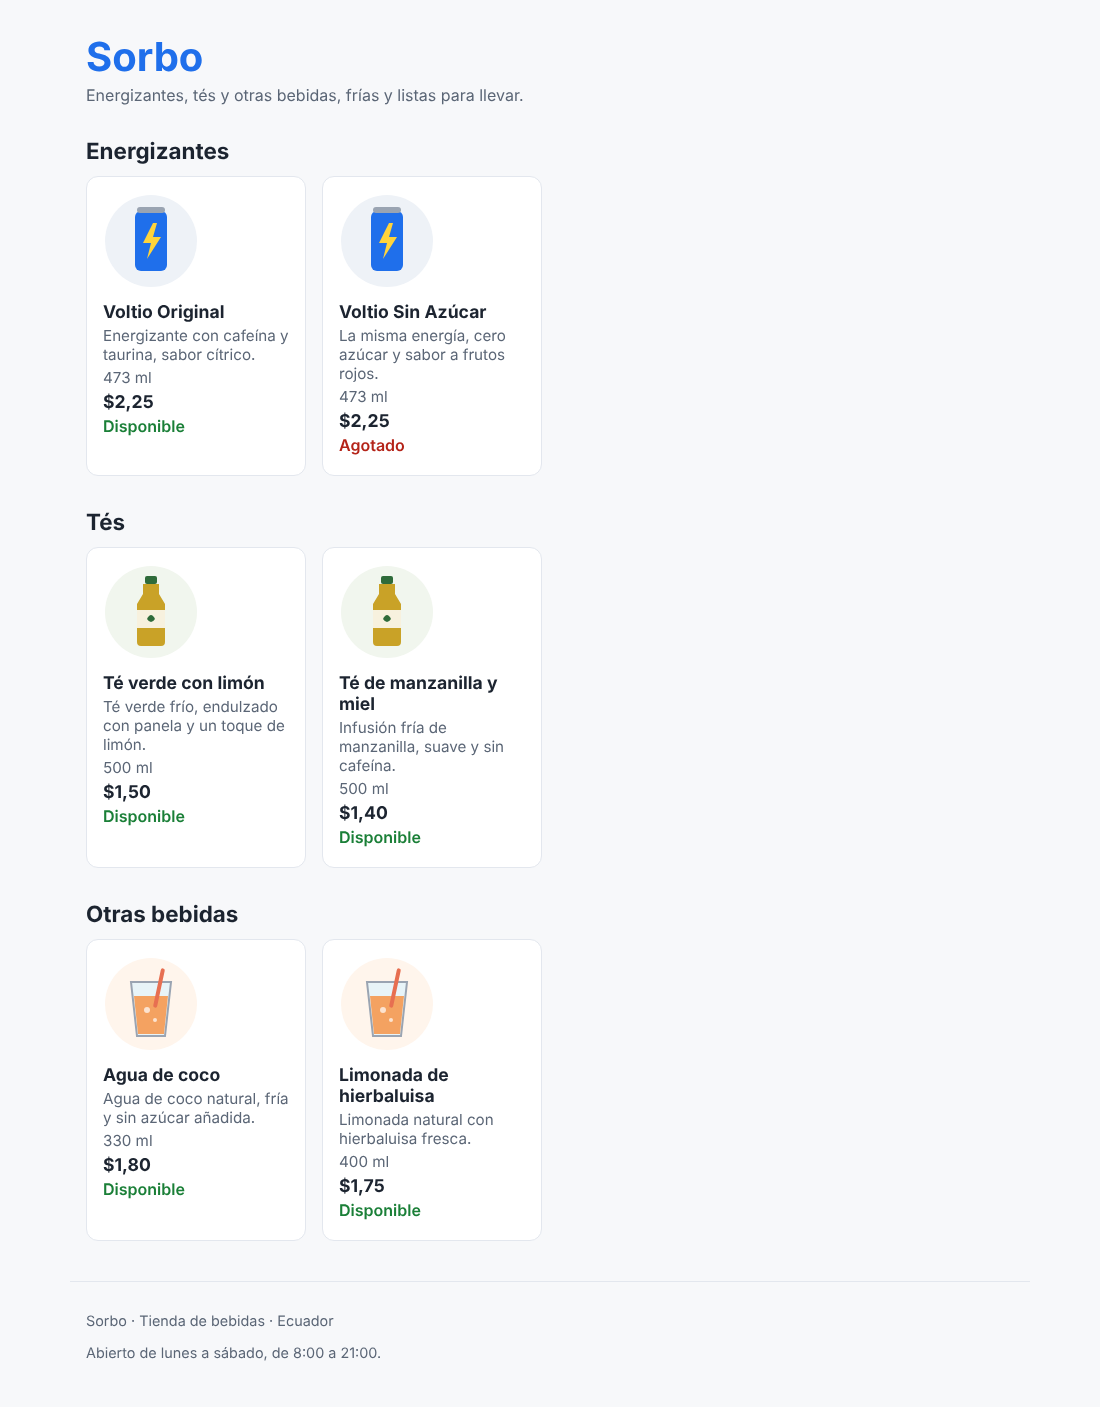 Sorbo
Energizantes, tés y otras bebidas, frías y listas para llevar.
Energizantes
Voltio Original
Energizante con cafeína y
taurina, sabor cítrico.
473 ml
$2,25
Disponible
Voltio Sin Azúcar
La misma energía, cero
azúcar y sabor a frutos
rojos.
473 ml
$2,25
Agotado
Tés
Té verde con limón
Té verde frío, endulzado
con panela y un toque de
limón.
500 ml
$1,50
Disponible
Té de manzanilla y
miel
Infusión fría de
manzanilla, suave y sin
cafeína.
500 ml
$1,40
Disponible
Otras bebidas
Agua de coco
Agua de coco natural, fría
y sin azúcar añadida.
330 ml
$1,80
Disponible
Limonada de
hierbaluisa
Limonada natural con
hierbaluisa fresca.
400 ml
$1,75
Disponible
Sorbo · Tienda de bebidas · Ecuador
Abierto de lunes a sábado, de 8:00 a 21:00.